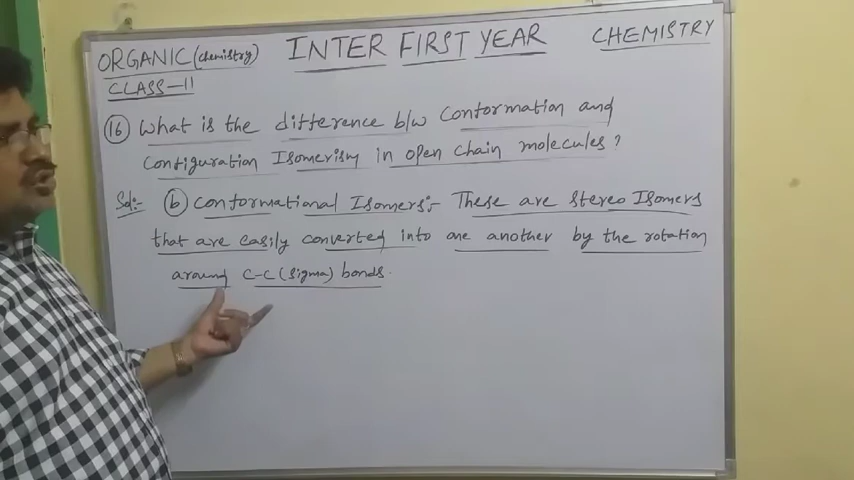 ORGANIC (chemistry) INTER FIRST YEAR CHEMISTRY
CLASS-11
16 What is the difference b/w Conformation and
Configuration Isomerism in open chain molecules?
Sol:- b Conformational Isomers:- These are stereo Isomers
that are easily converted into one another by the rotation
around C-C (Sigma) bonds.